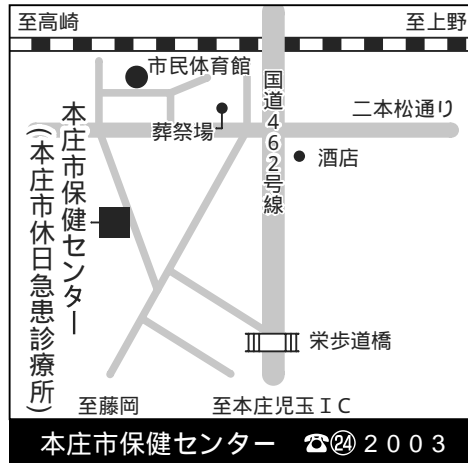 至高崎
至上野
市民体育館
国道462号線
二本松通り
葬祭場
酒店
本庄市保健センター
(本庄市休日急患診療所)
栄歩道橋
至藤岡
至本庄児玉IC
本庄市保健センター ☎㉔2003